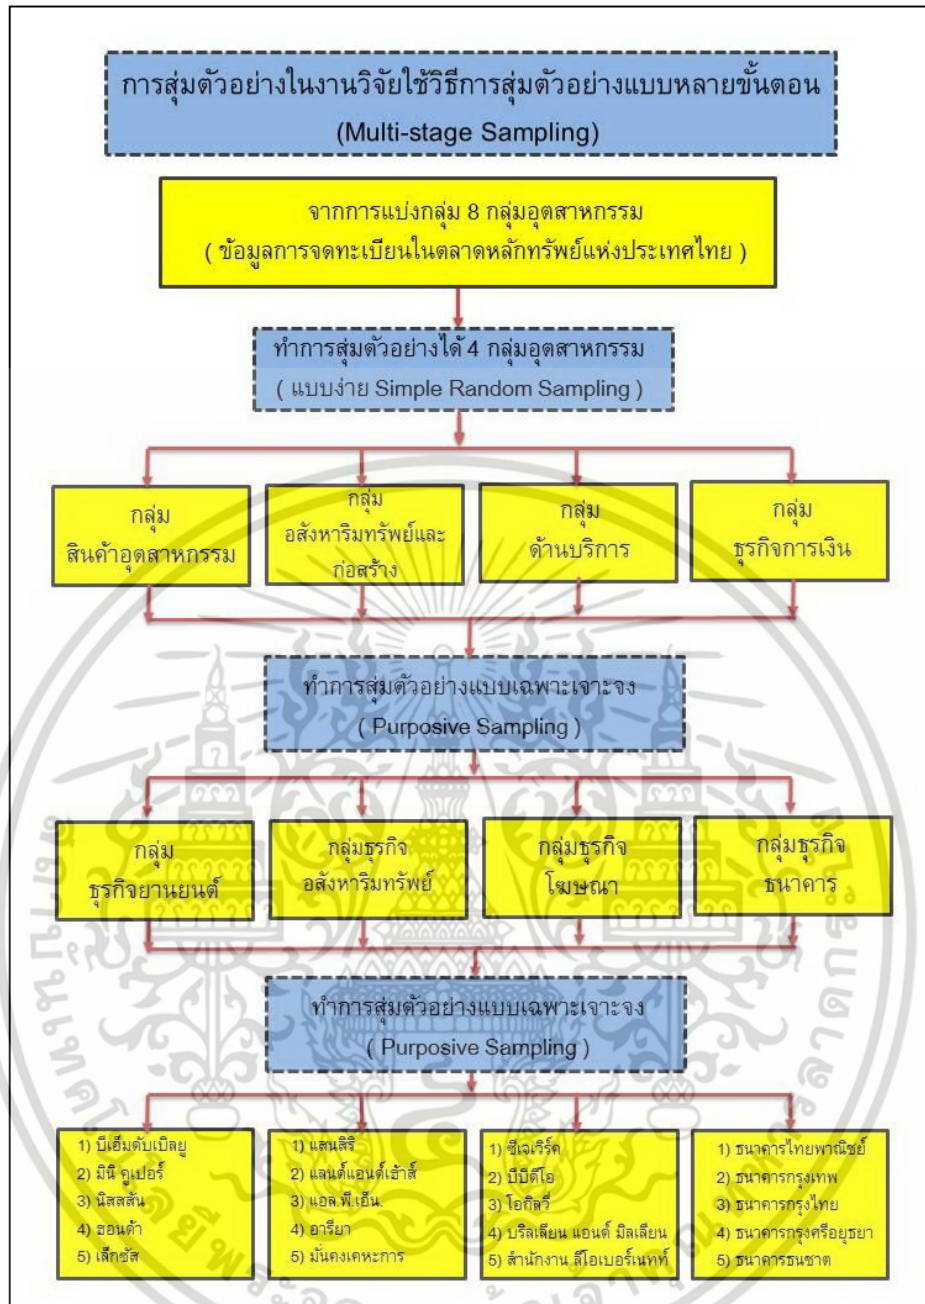 การสุ่มตัวอย่างในงานวิจัยใช้วิธีการสุ่มตัวอย่างแบบหลายขั้นตอน
(Multi-stage Sampling)
จากการแบ่งกลุ่ม 8 กลุ่มอุตสาหกรรม
( ข้อมูลการจดทะเบียนในตลาดหลักทรัพย์แห่งประเทศไทย )
ทำการสุ่มตัวอย่างได้ 4 กลุ่มอุตสาหกรรม
( แบบง่าย Simple Random Sampling )
กลุ่ม
สินค้าอุตสาหกรรม
กลุ่ม
อสังหาริมทรัพย์และ
ก่อสร้าง
กลุ่ม
ด้านบริการ
กลุ่ม
ธุรกิจการเงิน
ทำการสุ่มตัวอย่างแบบเฉพาะเจาะจง
( Purposive Sampling )
กลุ่ม
ธุรกิจยานยนต์
กลุ่มธุรกิจ
อสังหาริมทรัพย์
กลุ่มธุรกิจ
โฆษณา
กลุ่มธุรกิจ
ธนาคาร
ทำการสุ่มตัวอย่างแบบเฉพาะเจาะจง
( Purposive Sampling )
1) บีเอ็มดับเบิลยู
2) มินิ คูเปอร์
3) นิสสสัน
4) ฮอนด้า
5) เล็กซัส
1) แสนสิริ
2) แลนด์แอนด์เฮ้าส์
3) แอล.พี.เอ็น.
4) อารียา
5) มั่นคงเคหะการ
1) ซีเจเวิร์ค
2) บีบีดีโอ
3) โอกิลวี่
4) บริลเลียน แอนด์ มิลเลียน
5) สำนักงาน ลีโอเบอร์เนทท์
1) ธนาคารไทยพาณิชย์
2) ธนาคารกรุงเทพ
3) ธนาคารกรุงไทย
4) ธนาคารกรุงศรีอยุธยา
5) ธนาคารธนชาต